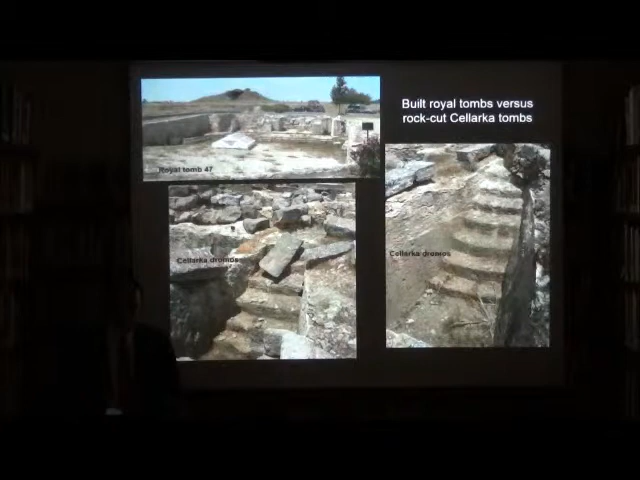 Built royal tombs versus
rock-cut Cellarka tombs
Royal tomb 47
Cellarka dromos
Cellarka dromos